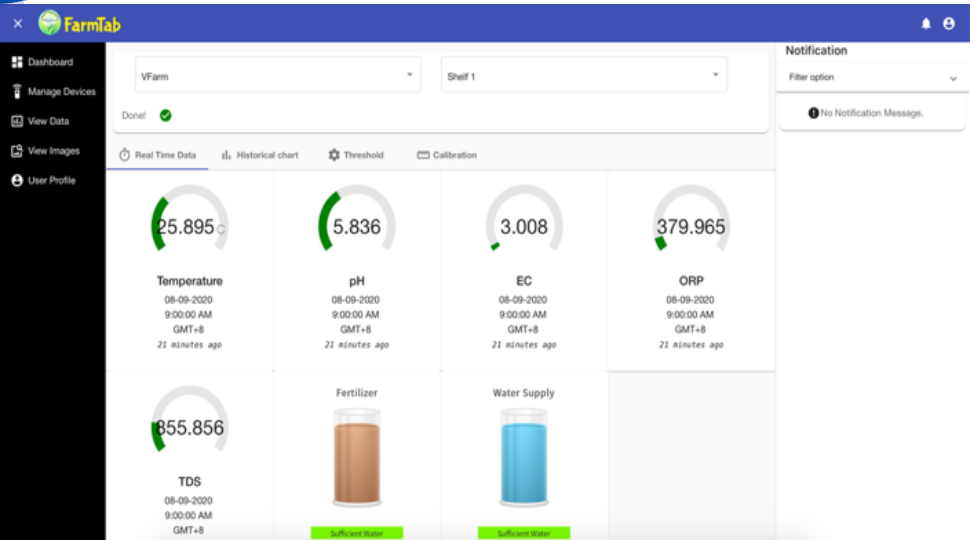 FarmTab
Dashboard
Manage Devices
View Data
View Images
User Profile
VFarm
Shelf 1
Done!
Real Time Data
Historical chart
Threshold
Calibration
25.895 C
Temperature
08-09-2020
9:00:00 AM
GMT+8
21 minutes ago
5.836
pH
08-09-2020
9:00:00 AM
GMT+8
21 minutes ago
3.008
EC
08-09-2020
9:00:00 AM
GMT+8
21 minutes ago
379.965
ORP
08-09-2020
9:00:00 AM
GMT+8
21 minutes ago
855.856
TDS
08-09-2020
9:00:00 AM
GMT+8
Fertilizer
Sufficient Water
Water Supply
Sufficient Water
Notification
Filter option
No Notification Message.